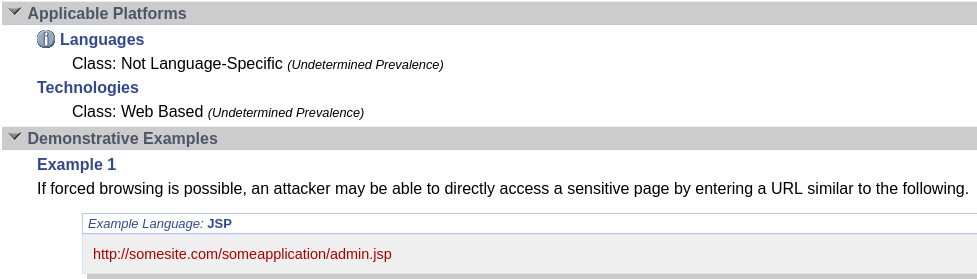 Applicable Platforms
Languages
Class: Not Language-Specific (Undetermined Prevalence)
Technologies
Class: Web Based (Undetermined Prevalence)
Demonstrative Examples
Example 1
If forced browsing is possible, an attacker may be able to directly access a sensitive page by entering a URL similar to the following.
Example Language: JSP
http://somesite.com/someapplication/admin.jsp